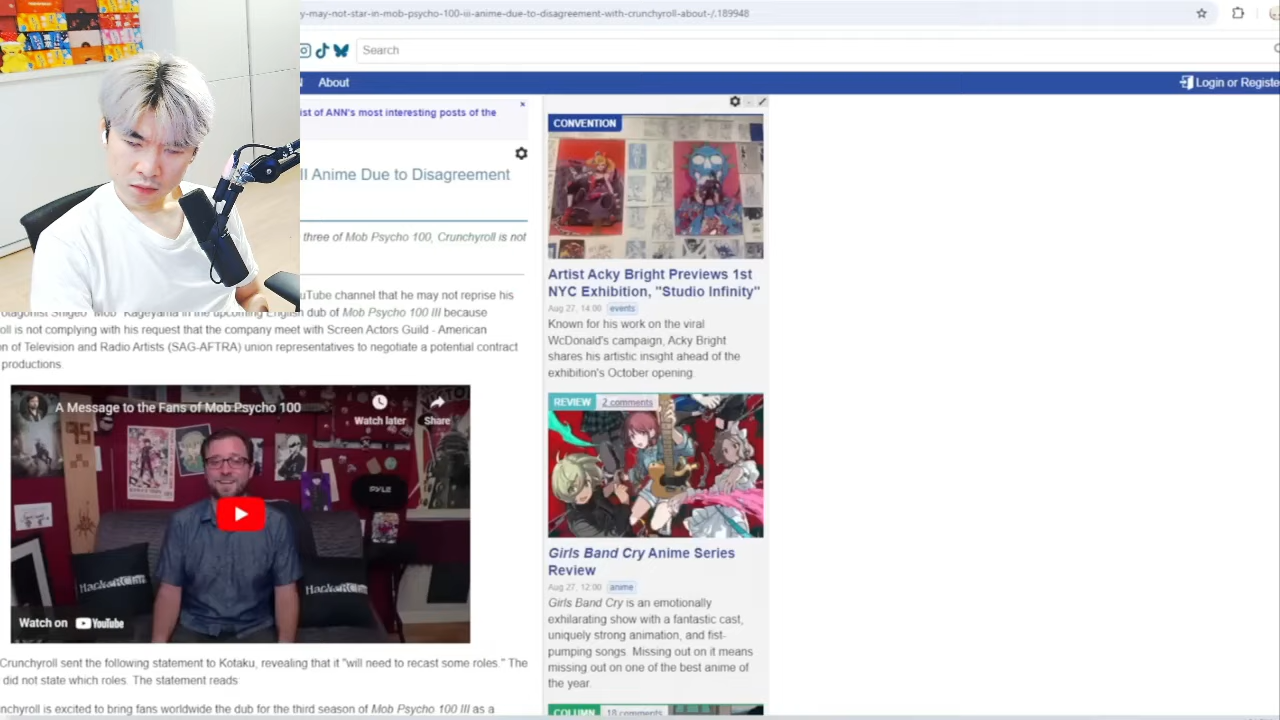 y-may-not-star-in-mob-psycho-100-iii-anime-due-to-disagreement-with-crunchyroll-about-/.189948
Search
About
Login or Registe
ist of ANN's most interesting posts of the
II Anime Due to Disagreement
three of Mob Psycho 100, Crunchyroll is not
uTube channel that he may not reprise his
otagonist Shigeo "Mob" Kageyama in the upcoming English dub of Mob Psycho 100 III because
oll is not complying with his request that the company meet with Screen Actors Guild - American
on of Television and Radio Artists (SAG-AFTRA) union representatives to negotiate a potential contract
productions.
A Message to the Fans of Mob Psycho 100
Watch later
Share
95
PYLE
HacKeRClan
HacKeRClan
Watch on YouTube
Crunchyroll sent the following statement to Kotaku, revealing that it "will need to recast some roles." The
did not state which roles. The statement reads:
nchyroll is excited to bring fans worldwide the dub for the third season of Mob Psycho 100 III as a
CONVENTION
Artist Acky Bright Previews 1st
NYC Exhibition, "Studio Infinity"
Aug 27, 14:00 events
Known for his work on the viral
McDonald's campaign, Acky Bright
shares his artistic insight ahead of the
exhibition's October opening.
REVIEW 2 comments
Girls Band Cry Anime Series
Review
Aug 27, 12:00 anime
Girls Band Cry is an emotionally
exhilarating show with a fantastic cast,
uniquely strong animation, and fist-
pumping songs. Missing out on it means
missing out on one of the best anime of
the year.
COLUMN 18 comments